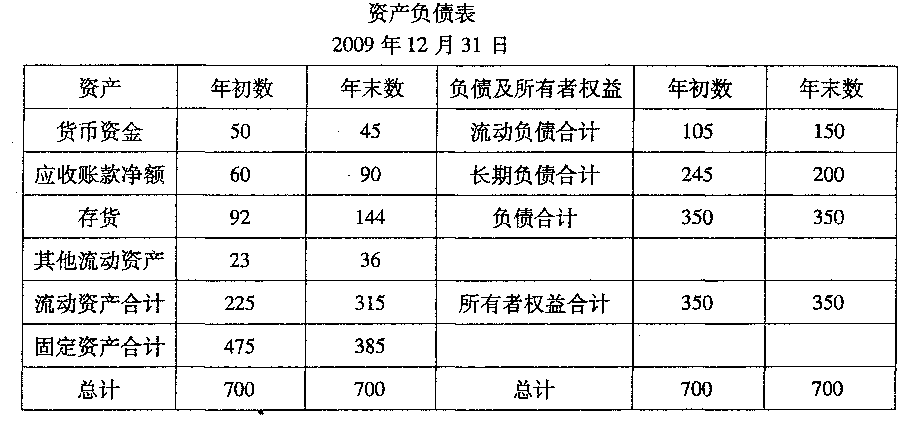 资产负债表
2009 年 12 月 31 日
资产 年初数 年末数 负债及所有者权益 年初数 年末数
货币资金 50 45 流动负债合计 105 150
应收账款净额 60 90 长期负债合计 245 200
存货 92 144 负债合计 350 350
其他流动资产 23 36
流动资产合计 225 315 所有者权益合计 350 350
固定资产合计 475 385
总计 700 700 总计 700 700